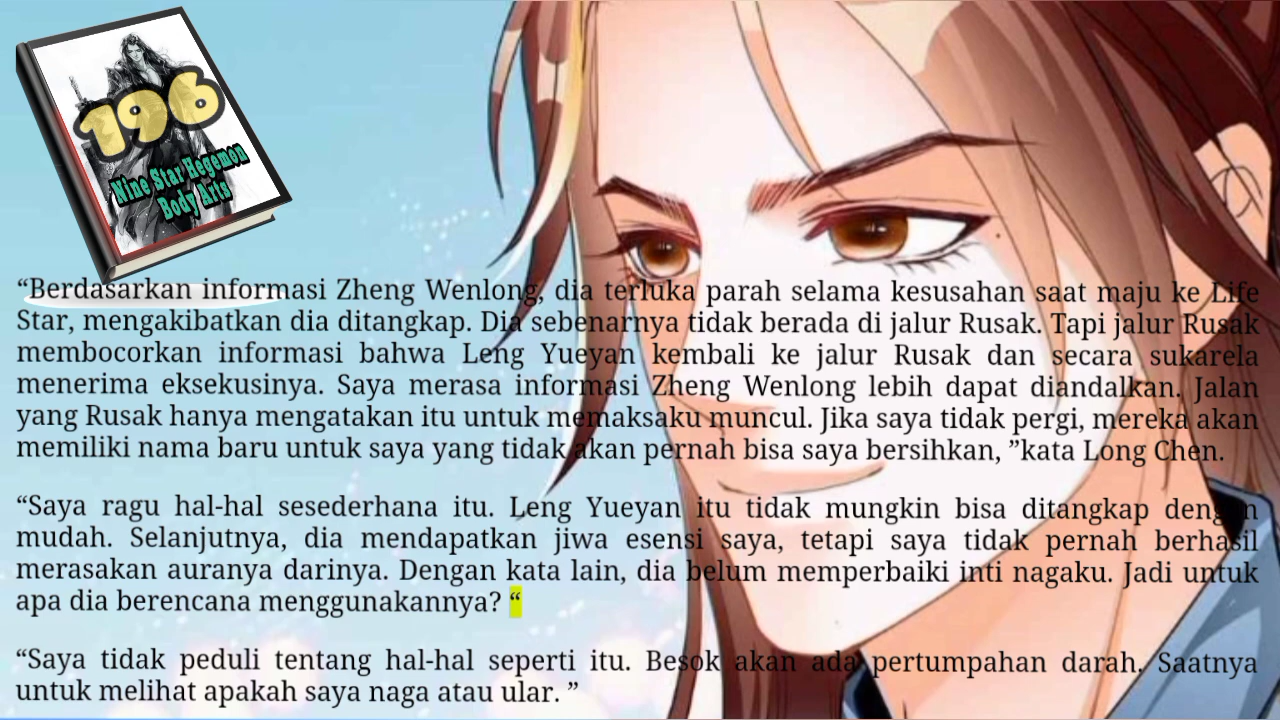 196
Nine Star Hegemon
Body Arts
“Berdasarkan informasi Zheng Wenlong, dia terluka parah selama kesusahan saat maju ke Life
Star, mengakibatkan dia ditangkap. Dia sebenarnya tidak berada di jalur Rusak. Tapi jalur Rusak
membocorkan informasi bahwa Leng Yueyan kembali ke jalur Rusak dan secara sukarela
menerima eksekusinya. Saya merasa informasi Zheng Wenlong lebih dapat diandalkan. Jalan
yang Rusak hanya mengatakan itu untuk memaksaku muncul. Jika saya tidak pergi, mereka akan
memiliki nama baru untuk saya yang tidak akan pernah bisa saya bersihkan, ”kata Long Chen.
“Saya ragu hal-hal sesederhana itu. Leng Yueyan itu tidak mungkin bisa ditangkap dengan
mudah. Selanjutnya, dia mendapatkan jiwa esensi saya, tetapi saya tidak pernah berhasil
merasakan auranya darinya. Dengan kata lain, dia belum memperbaiki inti nagaku. Jadi untuk
apa dia berencana menggunakannya? “
“Saya tidak peduli tentang hal-hal seperti itu. Besok akan ada pertumpahan darah. Saatnya
untuk melihat apakah saya naga atau ular. ”